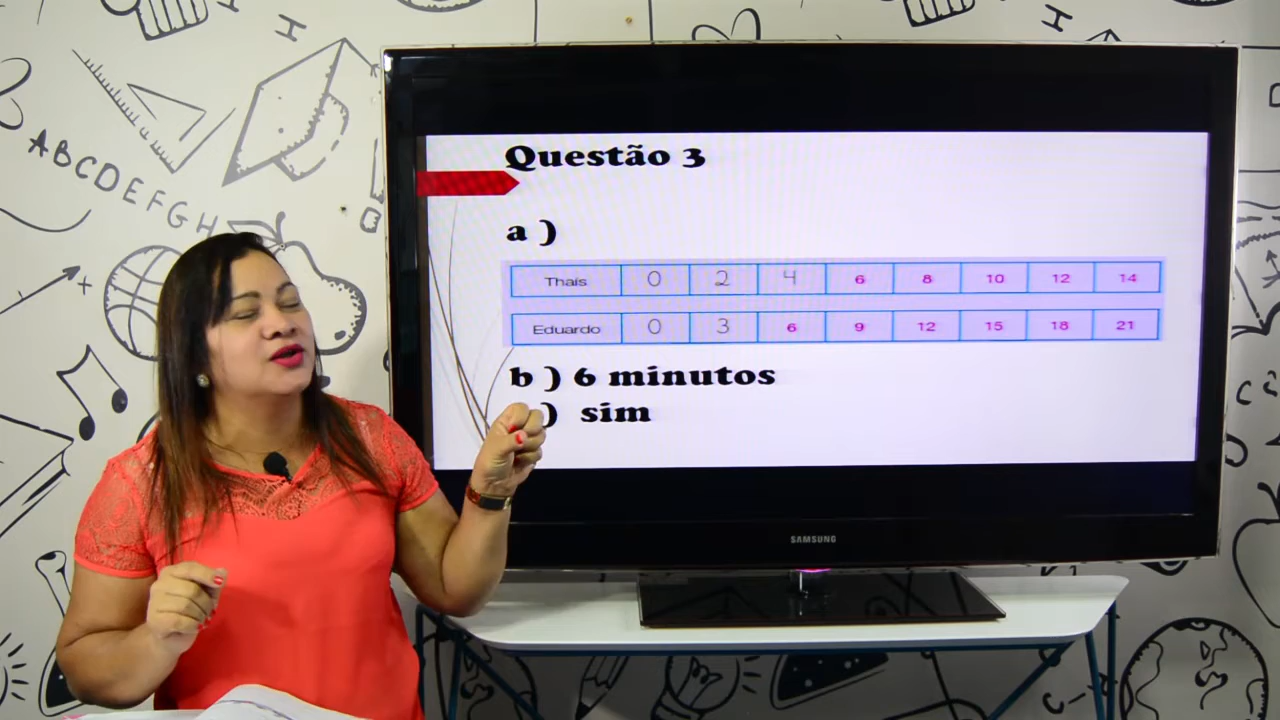 Questão 3
a )
Thaís 0 2 4 6 8 10 12 14
Eduardo 0 3 6 9 12 15 18 21
b ) 6 minutos
) sim
SAMSUNG
ABCDEFGH